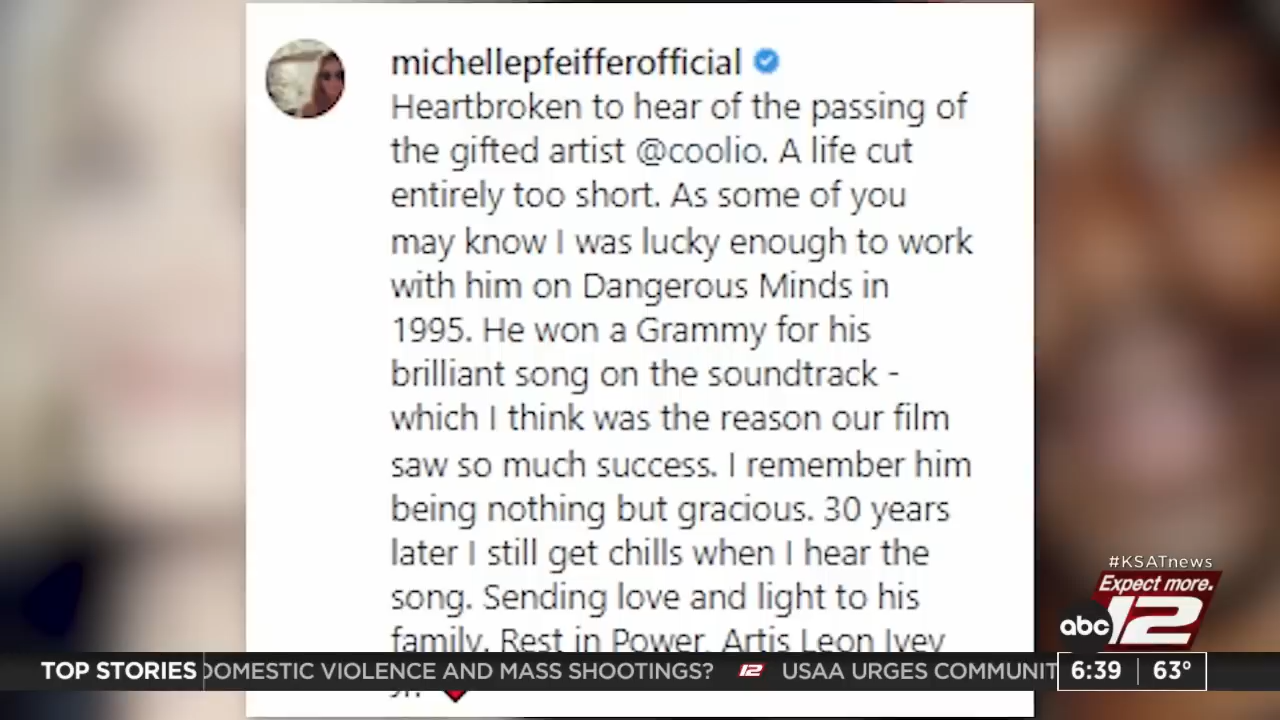 michellepfeifferofficial
Heartbroken to hear of the passing of
the gifted artist @coolio. A life cut
entirely too short. As some of you
may know I was lucky enough to work
with him on Dangerous Minds in
1995. He won a Grammy for his
brilliant song on the soundtrack -
which I think was the reason our film
saw so much success. I remember him
being nothing but gracious. 30 years
later I still get chills when I hear the
song. Sending love and light to his
family. Rest in Power, Artis Leon Ivey
#KSATnews
Expect more.
abc 12
TOP STORIES DOMESTIC VIOLENCE AND MASS SHOOTINGS? 12 USAA URGES COMMUNIT 6:39 63°